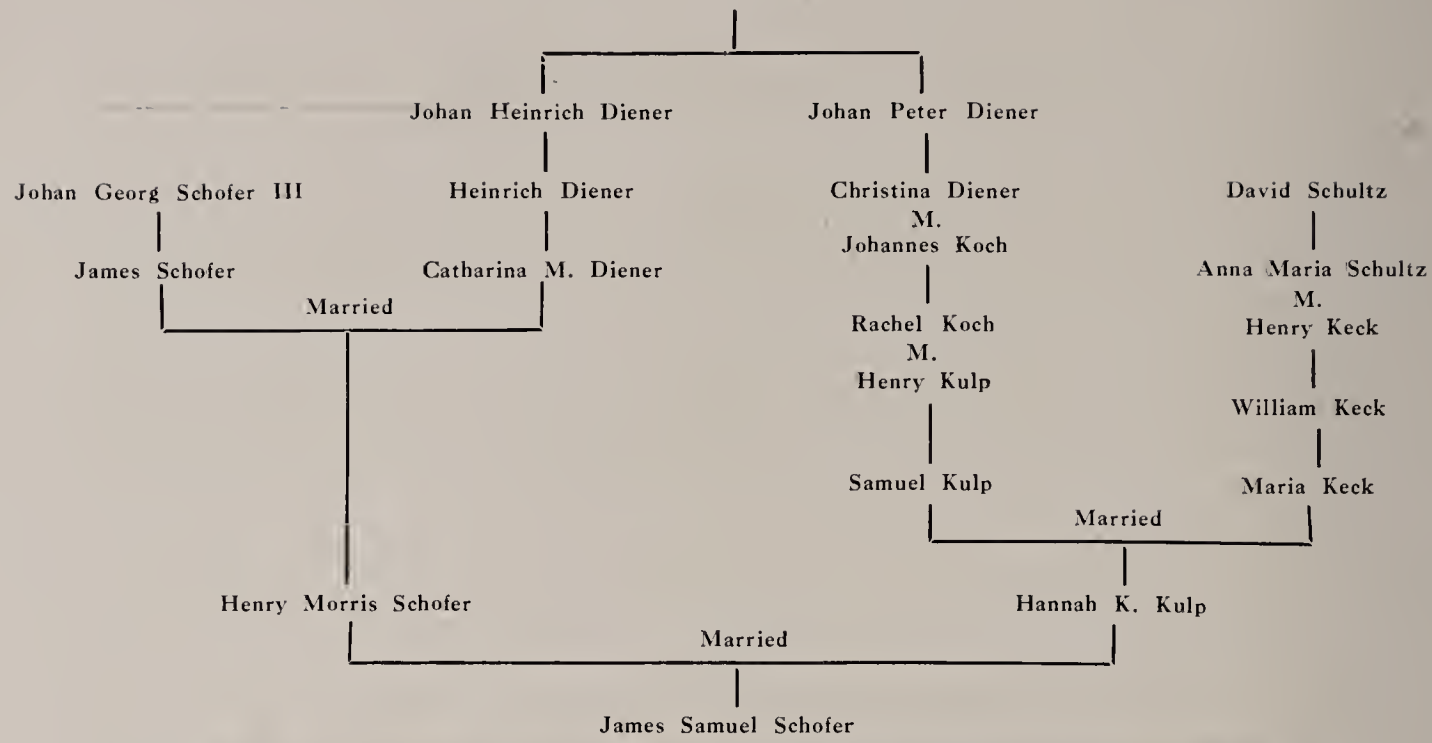 Johan Heinrich Diener
Johan Peter Diener
Johan Georg Schofer III
Heinrich Diener
Christina Diener
M.
Johannes Koch
David Schultz
James Schofer
Catharina M. Diener
Anna Maria Schultz
M.
Henry Keck
Married
Rachel Koch
M.
Henry Kulp
William Keck
Samuel Kulp
Maria Keck
Married
Henry Morris Schofer
Hannah K. Kulp
Married
James Samuel Schofer